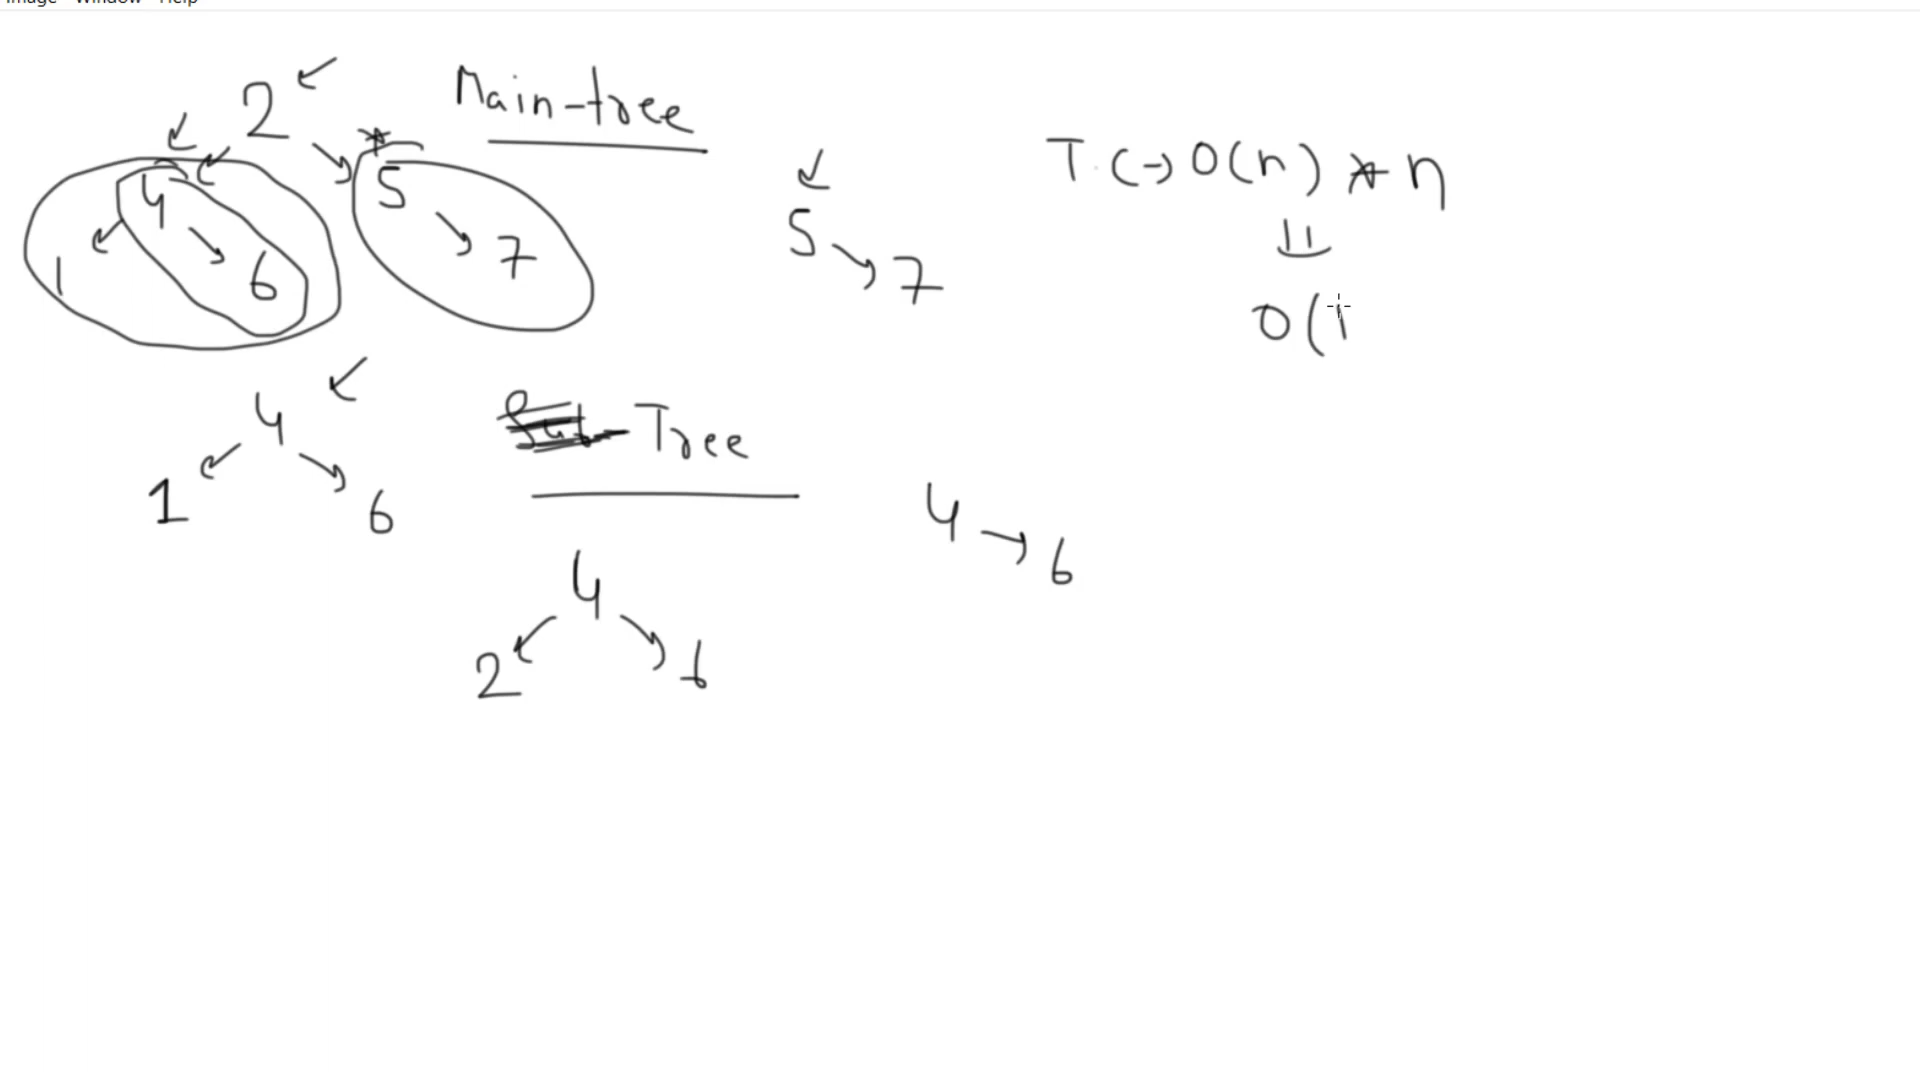 Image Window Help
2
Main-tree
4 5
1 6 7
5
7
T C → O(n) * n
=
O(
4
1 6
Tree
4
2 6
4 → 6